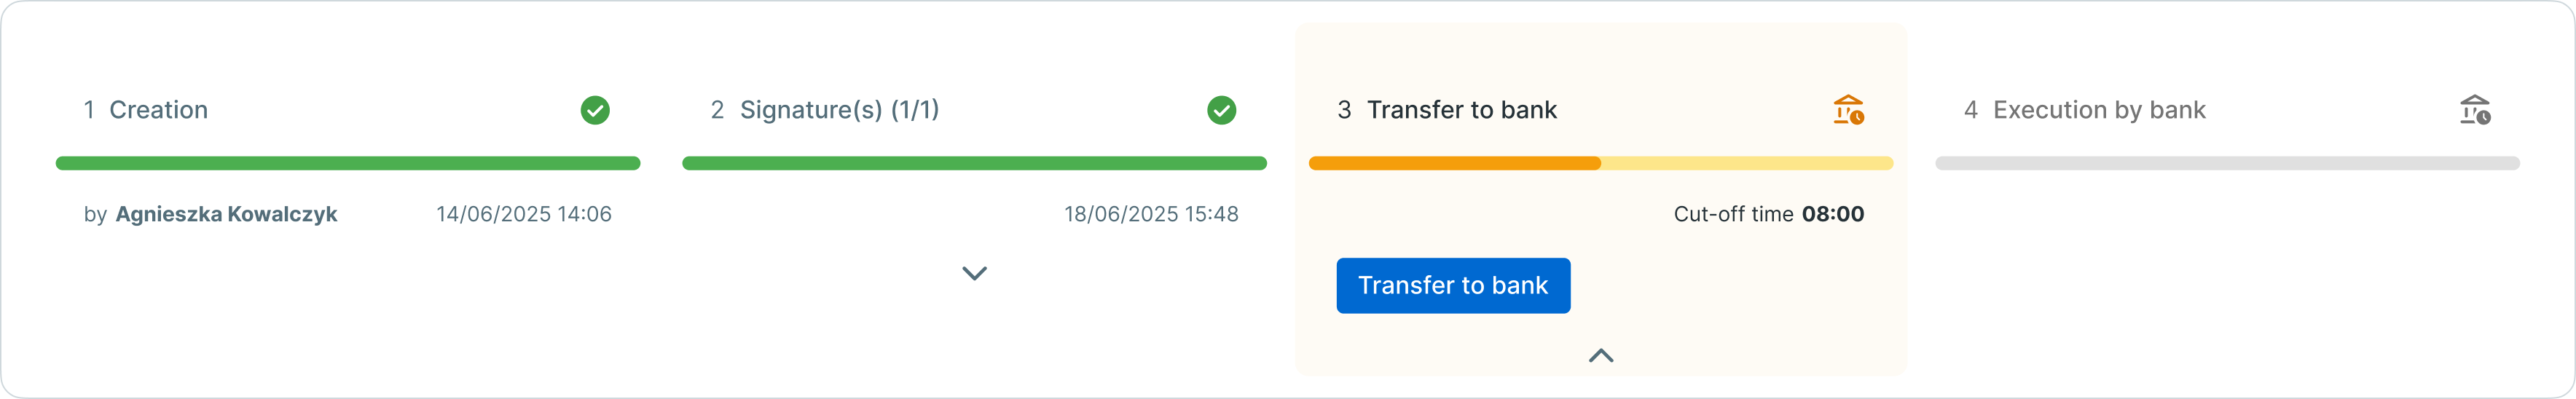 1 Creation
by Agnieszka Kowalczyk 14/06/2025 14:06
2 Signature(s) (1/1)
18/06/2025 15:48
3 Transfer to bank
Cut-off time 08:00
Transfer to bank
4 Execution by bank